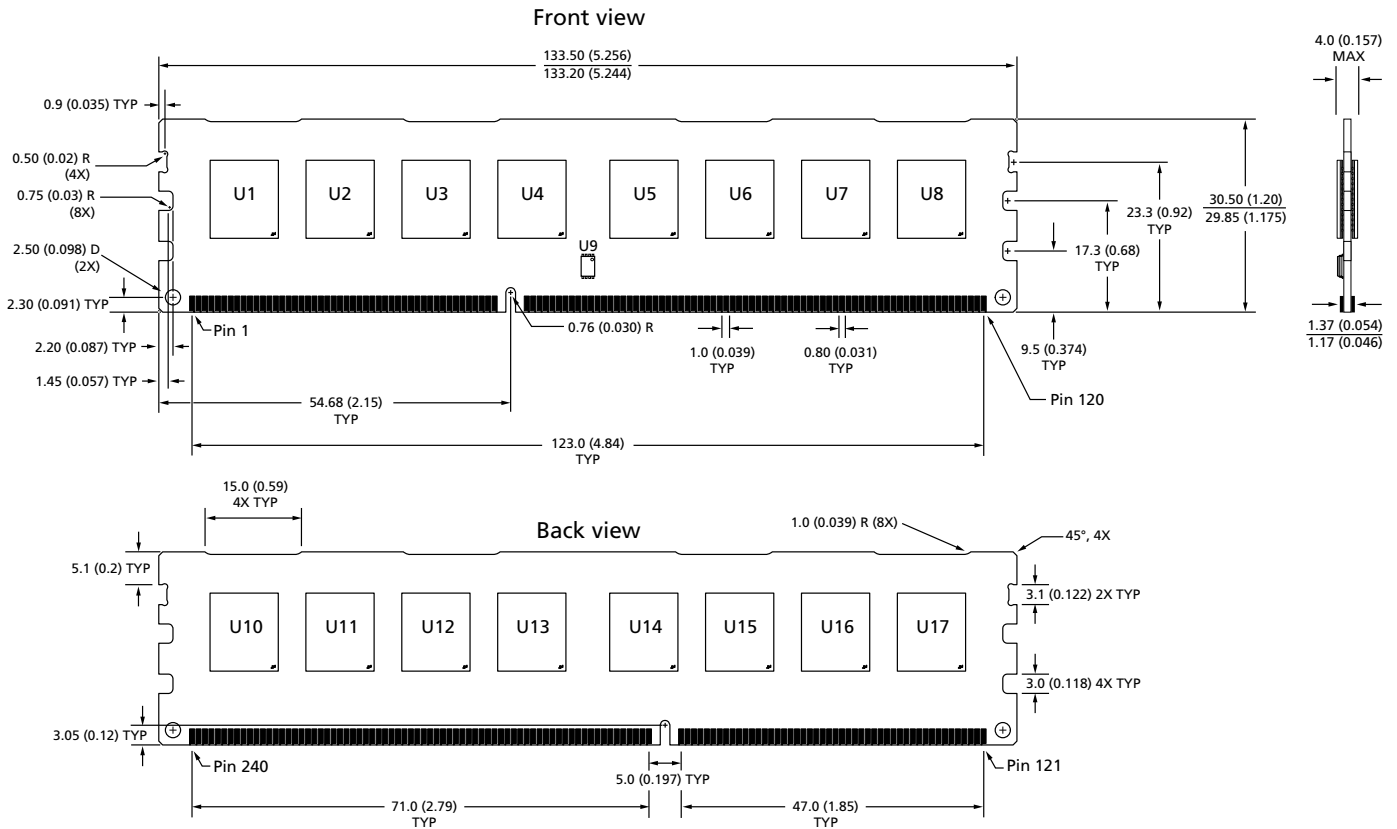 Front view
133.50 (5.256)
133.20 (5.244)
4.0 (0.157)
MAX
0.9 (0.035) TYP
0.50 (0.02) R
(4X)
0.75 (0.03) R
(8X)
2.50 (0.098) D
(2X)
2.30 (0.091) TYP
U1
U2
U3
U4
U5
U6
U7
U8
U9
23.3 (0.92)
TYP
30.50 (1.20)
29.85 (1.175)
17.3 (0.68)
TYP
Pin 1
0.76 (0.030) R
2.20 (0.087) TYP
1.0 (0.039)
TYP
0.80 (0.031)
TYP
9.5 (0.374)
TYP
1.37 (0.054)
1.17 (0.046)
1.45 (0.057) TYP
54.68 (2.15)
TYP
Pin 120
123.0 (4.84)
TYP
15.0 (0.59)
4X TYP
Back view
1.0 (0.039) R (8X)
45°, 4X
5.1 (0.2) TYP
3.1 (0.122) 2X TYP
U10
U11
U12
U13
U14
U15
U16
U17
3.0 (0.118) 4X TYP
3.05 (0.12) TYP
Pin 240
5.0 (0.197) TYP
Pin 121
71.0 (2.79)
TYP
47.0 (1.85)
TYP